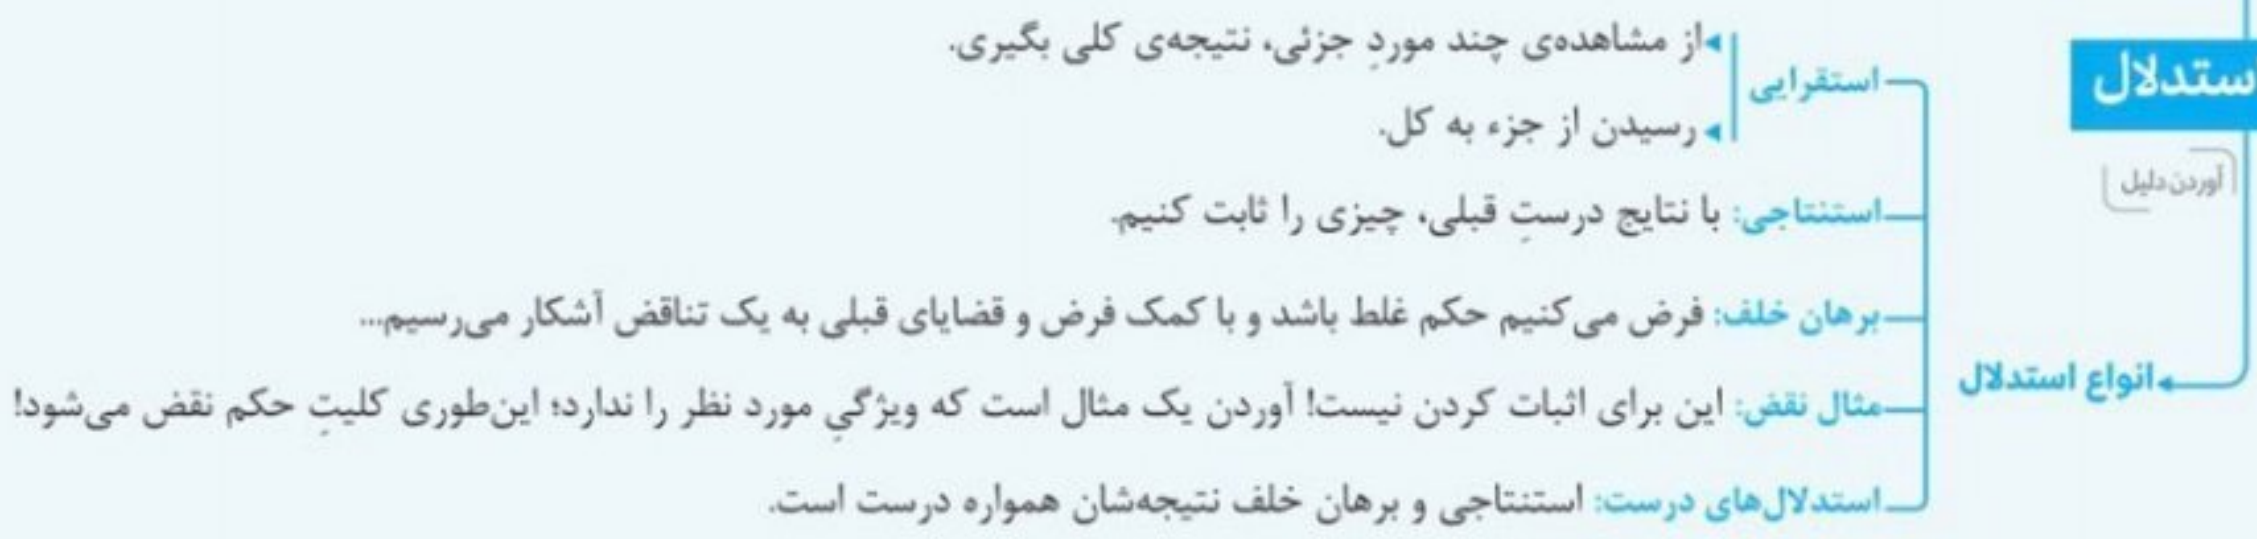 ستدلال
آوردن دلیل
انواع استدلال
استقرایی
از مشاهده‌ی چند موردِ جزئی، نتیجه‌ی کلی بگیری.
رسیدن از جزء به کل.
استنتاجی: با نتایج درستِ قبلی، چیزی را ثابت کنیم.
برهان خلف: فرض می‌کنیم حکم غلط باشد و با کمک فرض و قضایای قبلی به یک تناقض آشکار می‌رسیم...
مثال نقض: این برای اثبات کردن نیست! آوردن یک مثال است که ویژگیِ مورد نظر را ندارد؛ این‌طوری کلیتِ حکم نقض می‌شود!
استدلال‌های درست: استنتاجی و برهان خلف نتیجه‌شان همواره درست است.